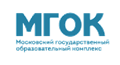 МГОК
Московский государственный
образовательный комплекс